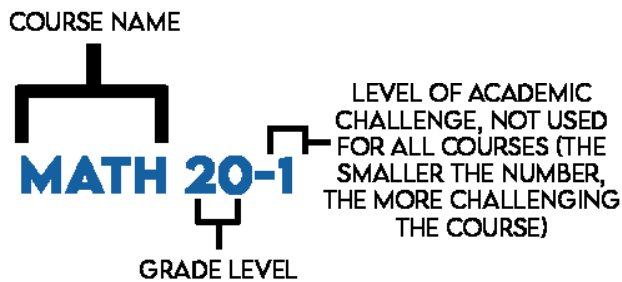 COURSE NAME
MATH 20-1
LEVEL OF ACADEMIC
CHALLENGE, NOT USED
FOR ALL COURSES (THE
SMALLER THE NUMBER,
THE MORE CHALLENGING
THE COURSE)
GRADE LEVEL